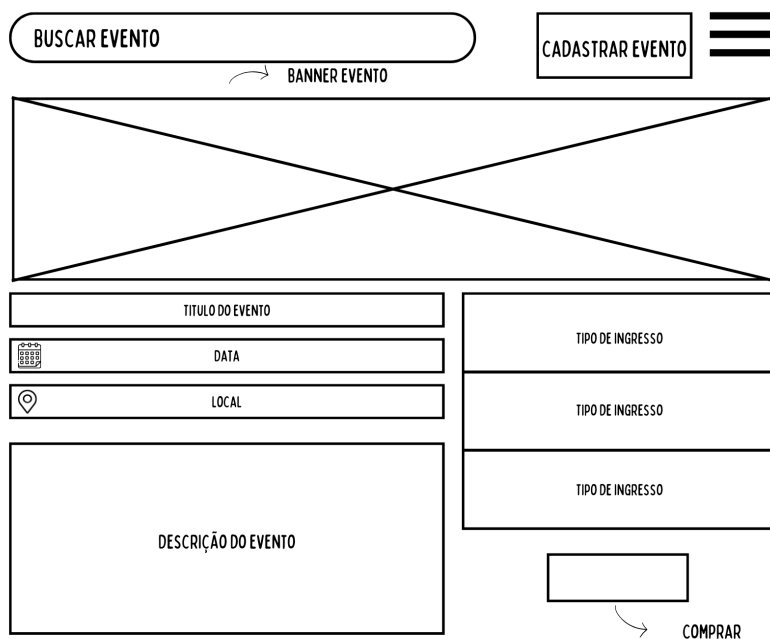 BUSCAR EVENTO
CADASTRAR EVENTO
BANNER EVENTO
TITULO DO EVENTO
DATA
LOCAL
DESCRIÇÃO DO EVENTO
TIPO DE INGRESSO
TIPO DE INGRESSO
TIPO DE INGRESSO
COMPRAR